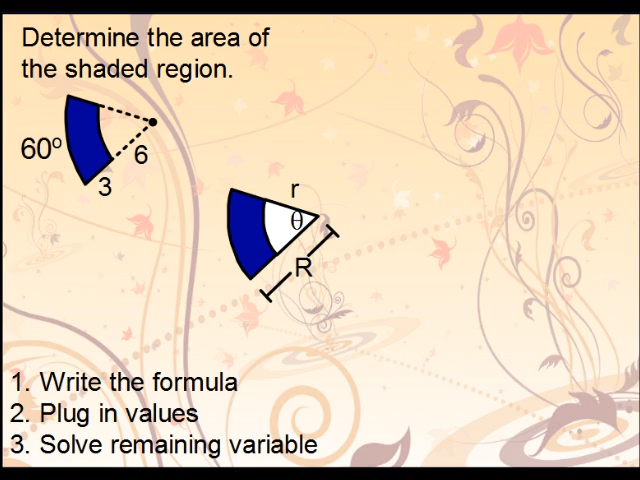 Determine the area of
the shaded region.
60º
6
3
r
θ
R
1. Write the formula
2. Plug in values
3. Solve remaining variable